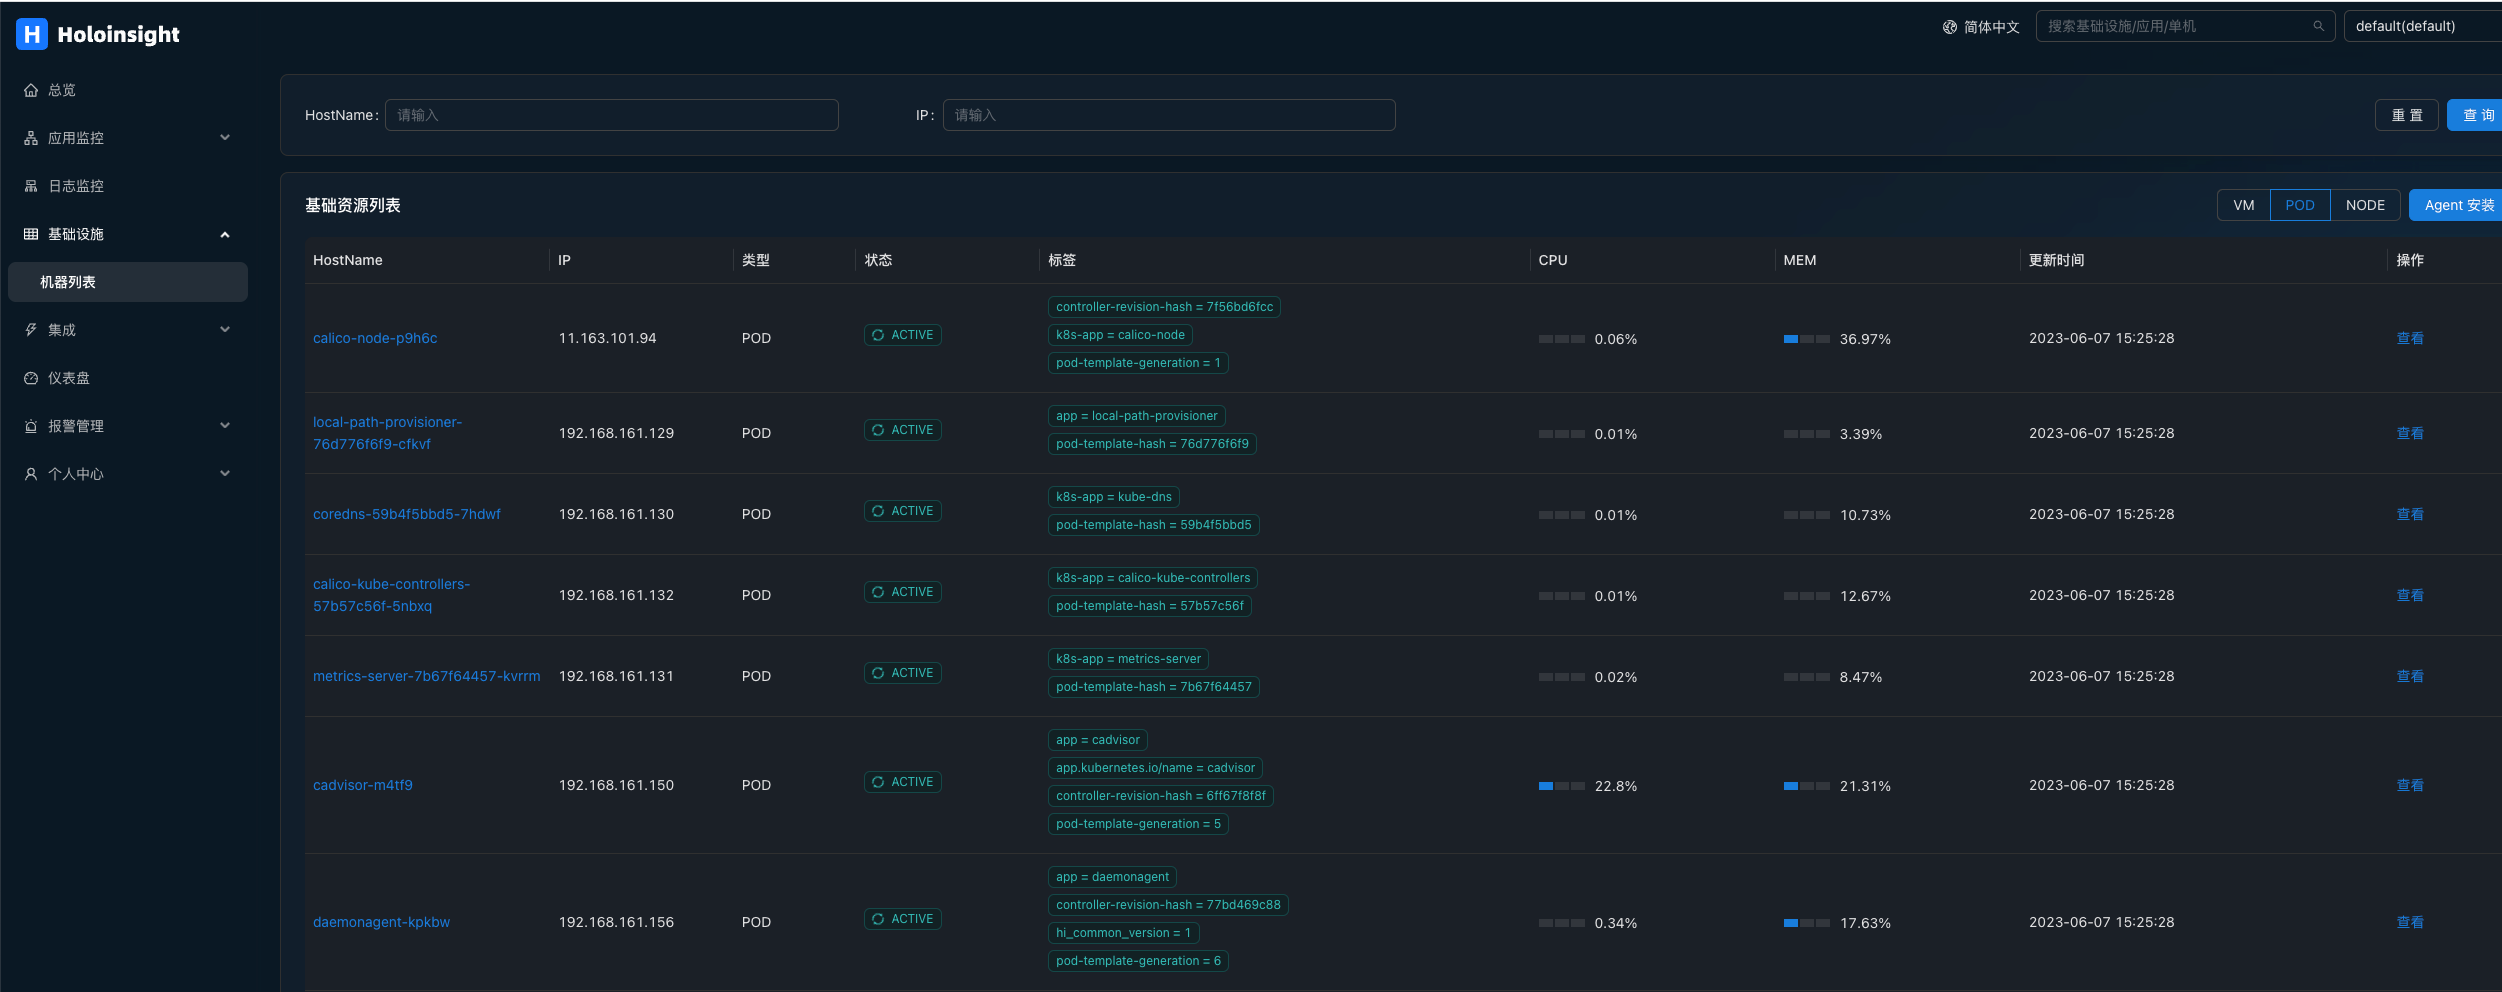 H Holoinsight
简体中文
搜索基础设施/应用/单机
default(default)
总览
应用监控
日志监控
基础设施
机器列表
集成
仪表盘
报警管理
个人中心
HostName: 请输入 IP: 请输入 重 置 查 询
基础资源列表 VM POD NODE Agent 安装
HostName IP 类型 状态 标签 CPU MEM 更新时间 操作
calico-node-p9h6c 11.163.101.94 POD ACTIVE
controller-revision-hash = 7f56bd6fcc
k8s-app = calico-node
pod-template-generation = 1
0.06% 36.97% 2023-06-07 15:25:28 查看
local-path-provisioner-
76d776f6f9-cfkvf
192.168.161.129 POD ACTIVE
app = local-path-provisioner
pod-template-hash = 76d776f6f9
0.01% 3.39% 2023-06-07 15:25:28 查看
coredns-59b4f5bbd5-7hdwf 192.168.161.130 POD ACTIVE
k8s-app = kube-dns
pod-template-hash = 59b4f5bbd5
0.01% 10.73% 2023-06-07 15:25:28 查看
calico-kube-controllers-
57b57c56f-5nbxq
192.168.161.132 POD ACTIVE
k8s-app = calico-kube-controllers
pod-template-hash = 57b57c56f
0.01% 12.67% 2023-06-07 15:25:28 查看
metrics-server-7b67f64457-kvrrm 192.168.161.131 POD ACTIVE
k8s-app = metrics-server
pod-template-hash = 7b67f64457
0.02% 8.47% 2023-06-07 15:25:28 查看
cadvisor-m4tf9 192.168.161.150 POD ACTIVE
app = cadvisor
app.kubernetes.io/name = cadvisor
controller-revision-hash = 6ff67f8f8f
pod-template-generation = 5
22.8% 21.31% 2023-06-07 15:25:28 查看
daemonagent-kpkbw 192.168.161.156 POD ACTIVE
app = daemonagent
controller-revision-hash = 77bd469c88
hi_common_version = 1
pod-template-generation = 6
0.34% 17.63% 2023-06-07 15:25:28 查看